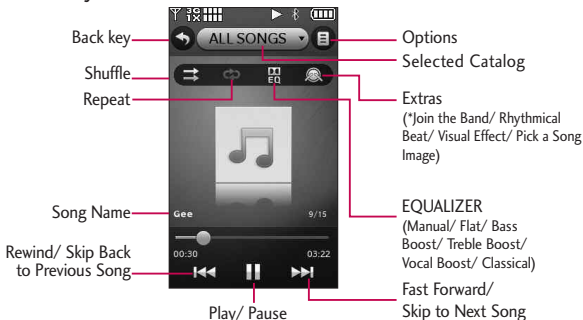 3G
1X
Back key
ALL SONGS
Options
Selected Catalog
Shuffle
EQ
Repeat
Extras
(*Join the Band/ Rhythmical
Beat/ Visual Effect/ Pick a Song
Image)
Song Name
Gee
9/15
EQUALIZER
(Manual/ Flat/ Bass
Boost/ Treble Boost/
Vocal Boost/ Classical)
Rewind/ Skip Back
to Previous Song
00:30
03:22
Fast Forward/
Skip to Next Song
Play/ Pause